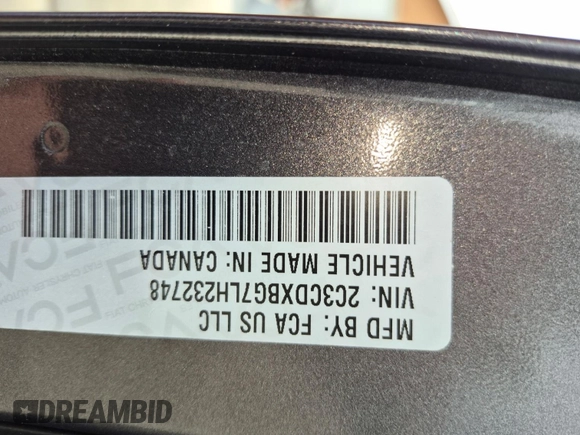 MFD BY: FCA US LLC
VIN: 2C3CDXBG7LH232748
VEHICLE MADE IN: CANADA
DREAMBID